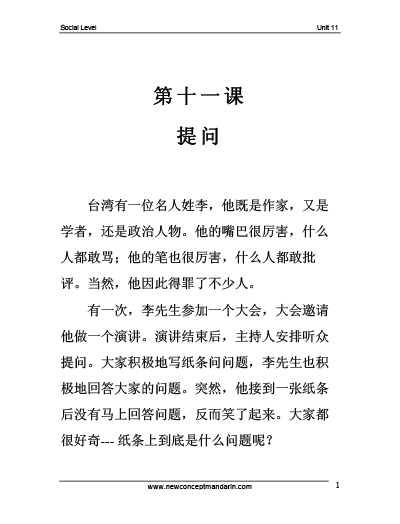 Social Level Unit 11
第十一课
提问
台湾有一位名人姓李，他既是作家，又是
学者，还是政治人物。他的嘴巴很厉害，什么
人都敢骂；他的笔也很厉害，什么人都敢批
评。当然，他因此得罪了不少人。
有一次，李先生参加一个大会，大会邀请
他做一个演讲。演讲结束后，主持人安排听众
提问。大家积极地写纸条问问题，李先生也积
极地回答大家的问题。突然，他接到一张纸条
后没有马上回答问题，反而笑了起来。大家都
很好奇--- 纸条上到底是什么问题呢？
www.newconceptmandarin.com 1